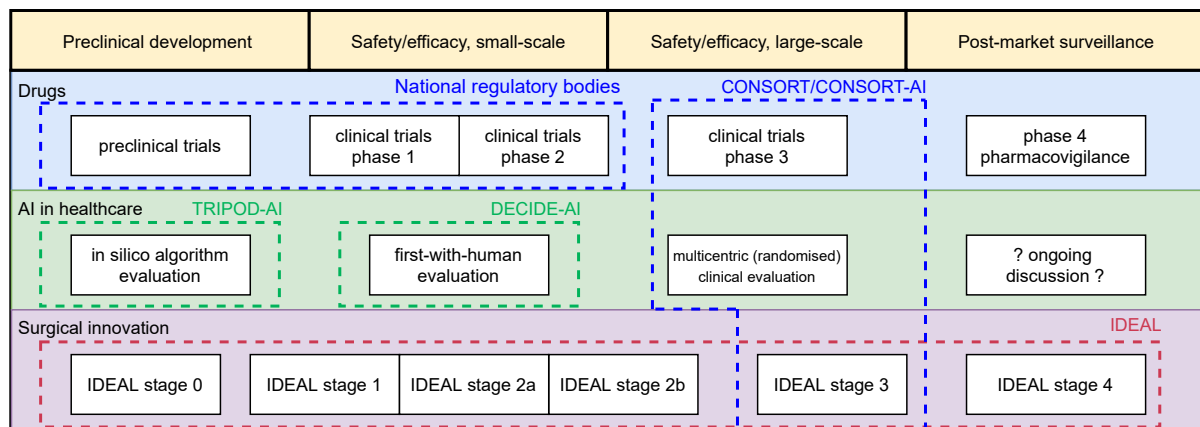 Preclinical development
Safety/efficacy, small-scale
Safety/efficacy, large-scale
Post-market surveillance
Drugs
National regulatory bodies
CONSORT/CONSORT-AI
preclinical trials
clinical trials
phase 1
clinical trials
phase 2
clinical trials
phase 3
phase 4
pharmacovigilance
AI in healthcare
TRIPOD-AI
DECIDE-AI
in silico algorithm
evaluation
first-with-human
evaluation
multicentric (randomised)
clinical evaluation
? ongoing
discussion ?
Surgical innovation
IDEAL
IDEAL stage 0
IDEAL stage 1
IDEAL stage 2a
IDEAL stage 2b
IDEAL stage 3
IDEAL stage 4